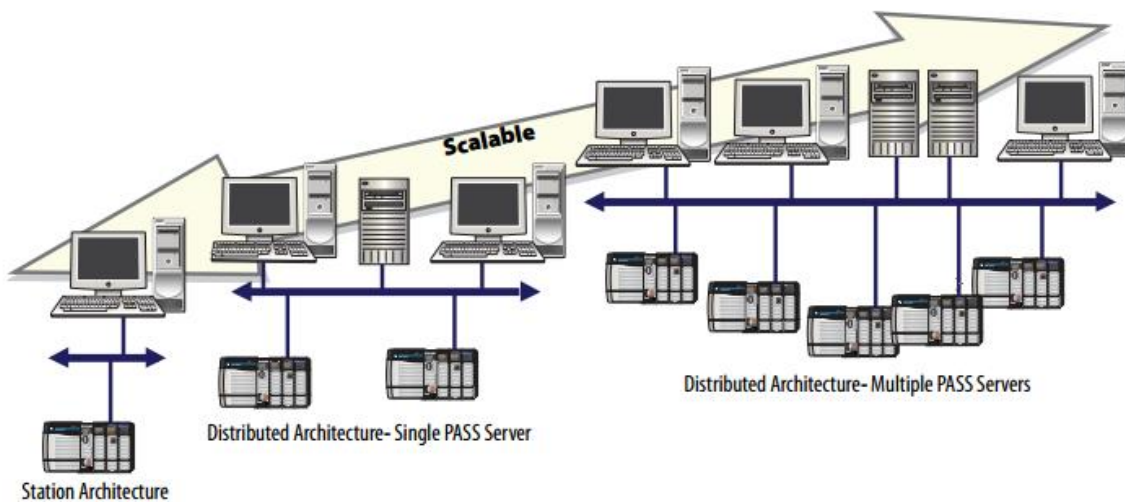 Scalable
Distributed Architecture- Multiple PASS Servers
Distributed Architecture- Single PASS Server
Station Architecture